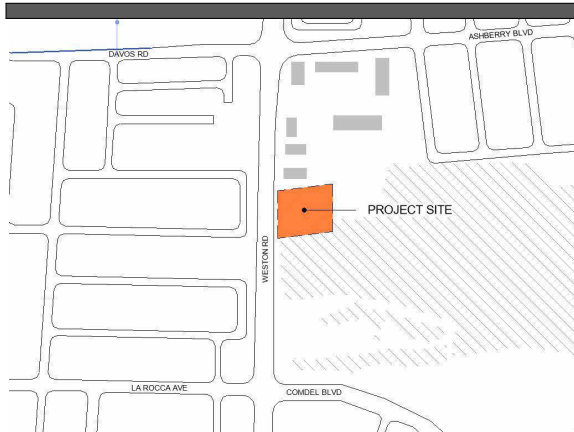 DAVOS RD
ASHBERRY BLVD
PROJECT SITE
WESTON RD
LA ROCCA AVE
COMDEL BLVD